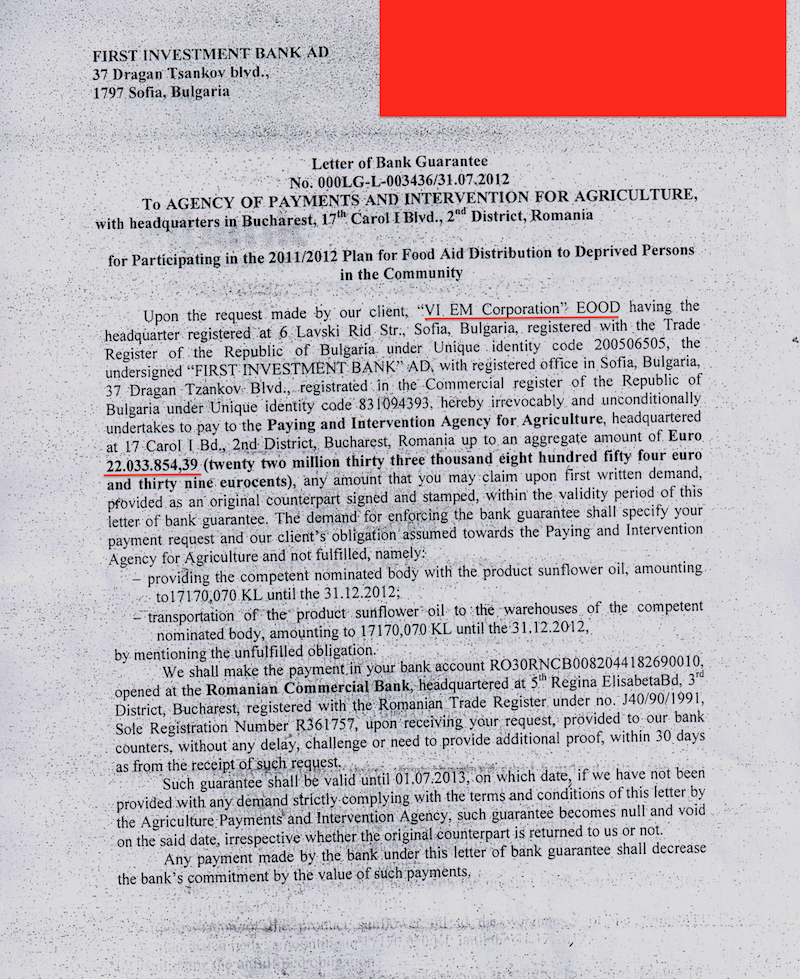 FIRST INVESTMENT BANK AD
37 Dragan Tsankov blvd.,
1797 Sofia, Bulgaria
Letter of Bank Guarantee
No. 000LG-L-003436/31.07.2012
To AGENCY OF PAYMENTS AND INTERVENTION FOR AGRICULTURE,
with headquarters in Bucharest, 17th Carol I Blvd., 2nd District, Romania
for Participating in the 2011/2012 Plan for Food Aid Distribution to Deprived Persons
in the Community
Upon the request made by our client, "VI EM Corporation" EOOD having the
headquarter registered at 6 Lavski Rid Str., Sofia, Bulgaria, registered with the Trade
Register of the Republic of Bulgaria under Unique identity code 200506505, the
undersigned "FIRST INVESTMENT BANK" AD, with registered office in Sofia, Bulgaria,
37 Dragan Tzankov Blvd., registrated in the Commercial register of the Republic of
Bulgaria under Unique identity code 831094393, hereby irrevocably and unconditionally
undertakes to pay to the Paying and Intervention Agency for Agriculture, headquartered
at 17 Carol I Bd., 2nd District, Bucharest, Romania up to an aggregate amount of Euro
22.033.854,39 (twenty two million thirty three thousand eight hundred fifty four euro
and thirty nine eurocents), any amount that you may claim upon first written demand,
provided as an original counterpart signed and stamped, within the validity period of this
letter of bank guarantee. The demand for enforcing the bank guarantee shall specify your
payment request and our client's obligation assumed towards the Paying and Intervention
Agency for Agriculture and not fulfilled, namely:
– providing the competent nominated body with the product sunflower oil, amounting
to17170,070 KL until the 31.12.2012;
– transportation of the product sunflower oil to the warehouses of the competent
nominated body, amounting to 17170,070 KL until the 31.12.2012,
by mentioning the unfulfilled obligation.
We shall make the payment in your bank account RO30RNCB0082044182690010,
opened at the Romanian Commercial Bank, headquartered at 5th Regina ElisabetaBd, 3rd
District, Bucharest, registered with the Romanian Trade Register under no. J40/90/1991,
Sole Registration Number R361757, upon receiving your request, provided to our bank
counters, without any delay, challenge or need to provide additional proof, within 30 days
as from the receipt of such request.
Such guarantee shall be valid until 01.07.2013, on which date, if we have not been
provided with any demand strictly complying with the terms and conditions of this letter by
the Agriculture Payments and Intervention Agency, such guarantee becomes null and void
on the said date, irrespective whether the original counterpart is returned to us or not.
Any payment made by the bank under this letter of bank guarantee shall decrease
the bank's commitment by the value of such payments.